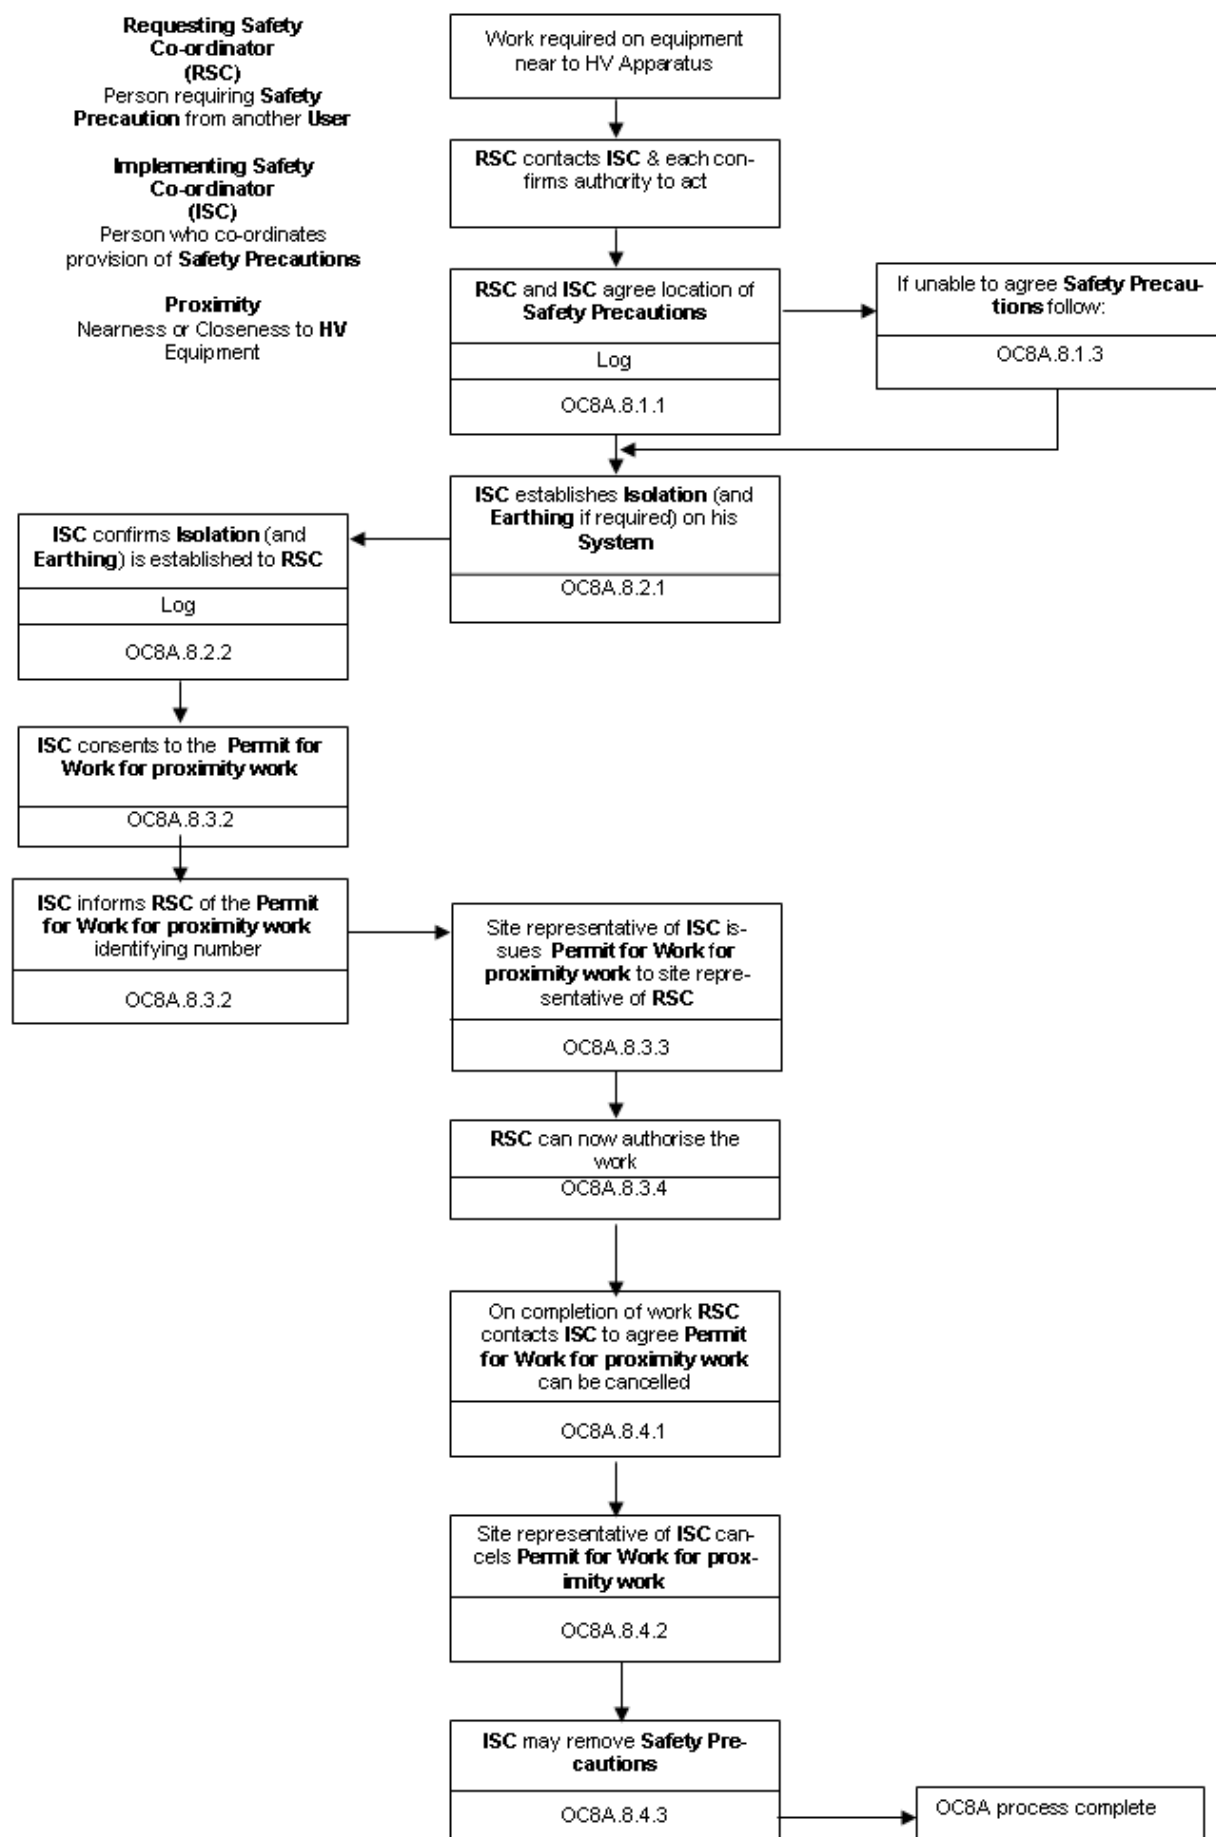 Requesting Safety
Co-ordinator
(RSC)
Person requiring Safety
Precaution from another User
Implementing Safety
Co-ordinator
(ISC)
Person who co-ordinates
provision of Safety Precautions
Proximity
Nearness or Closeness to HV
Equipment
Work required on equipment
near to HV Apparatus
RSC contacts ISC & each con-
firms authority to act
RSC and ISC agree location of
Safety Precautions
Log
OC8A.8.1.1
If unable to agree Safety Precau-
tions follow:
OC8A.8.1.3
ISC establishes Isolation (and
Earthing if required) on his
System
OC8A.8.2.1
ISC confirms Isolation (and
Earthing) is established to RSC
Log
OC8A.8.2.2
ISC consents to the Permit for
Work for proximity work
OC8A.8.3.2
ISC informs RSC of the Permit
for Work for proximity work
identifying number
OC8A.8.3.2
Site representative of ISC is-
sues Permit for Work for
proximity work to site repre-
sentative of RSC
OC8A.8.3.3
RSC can now authorise the
work
OC8A.8.3.4
On completion of work RSC
contacts ISC to agree Permit
for Work for proximity work
can be cancelled
OC8A.8.4.1
Site representative of ISC can-
cels Permit for Work for prox-
imity work
OC8A.8.4.2
ISC may remove Safety Pre-
cautions
OC8A.8.4.3
OC8A process complete